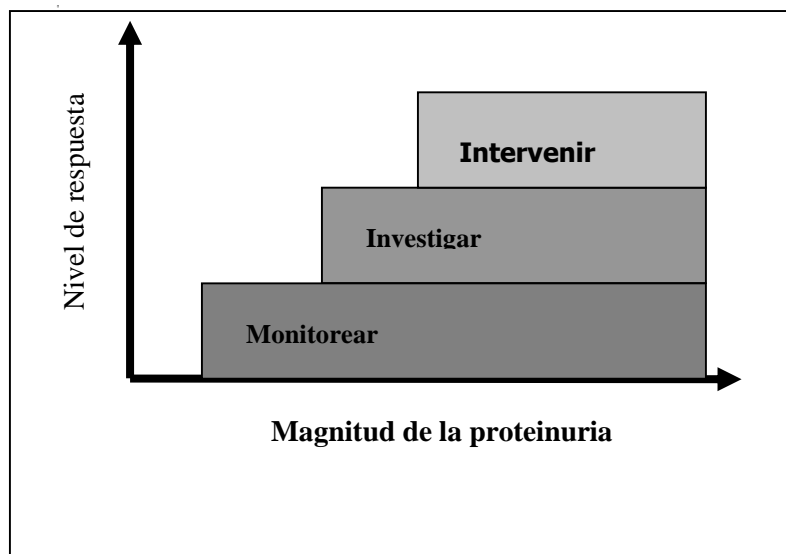 Nivel de respuesta
Intervenir
Investigar
Monitorear
Magnitud de la proteinuria